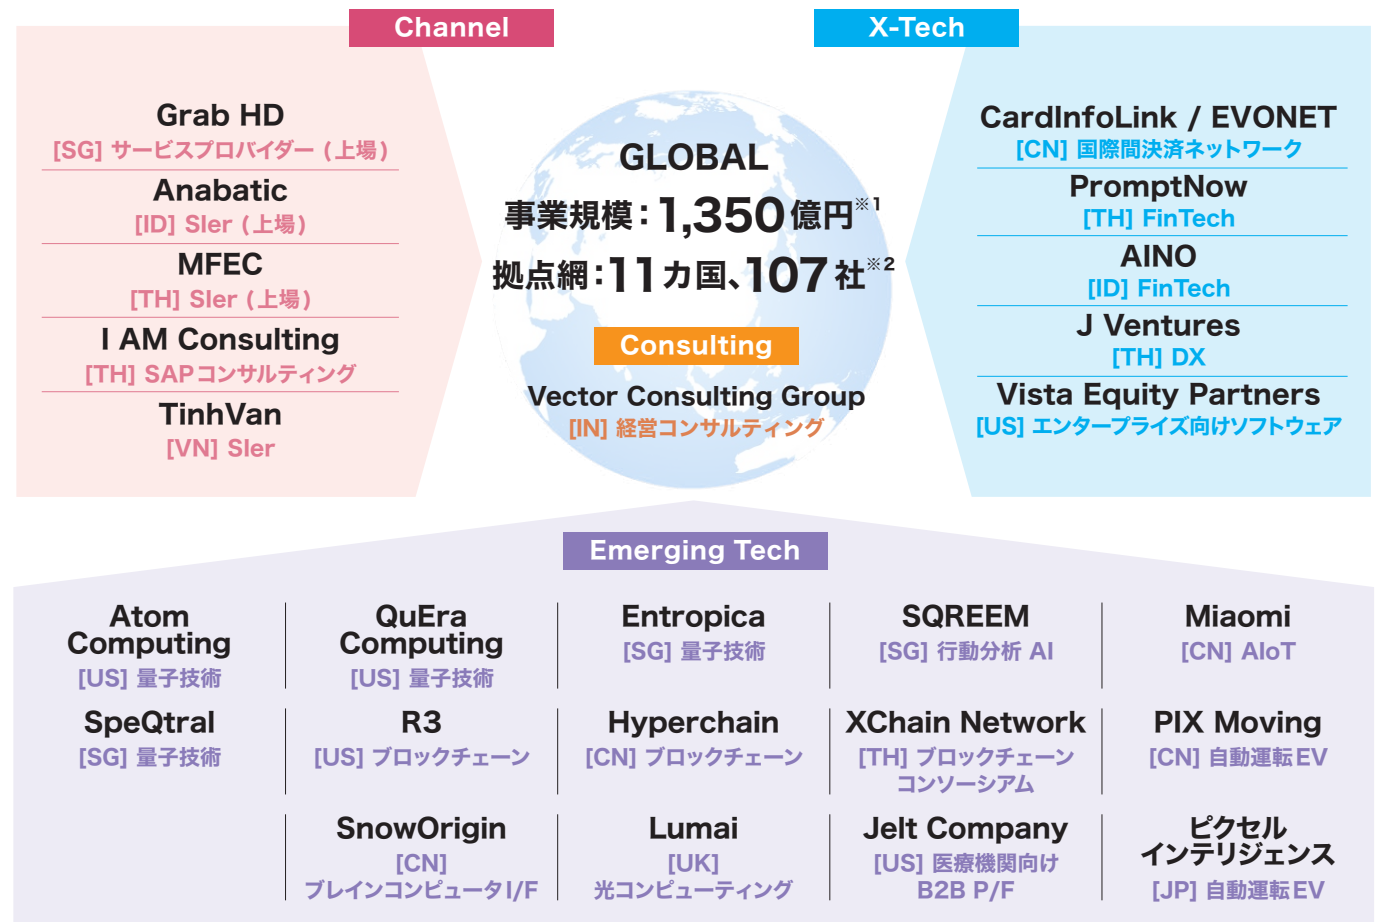 Channel
Grab HD
[SG] サービスプロバイダー (上場)
Anabatic
[ID] SIer (上場)
MFEC
[TH] SIer (上場)
I AM Consulting
[TH] SAPコンサルティング
TinhVan
[VN] SIer
GLOBAL
事業規模：1,350億円※1
拠点網：11カ国、107社※2
Consulting
Vector Consulting Group
[IN] 経営コンサルティング
X-Tech
CardInfoLink / EVONET
[CN] 国際間決済ネットワーク
PromptNow
[TH] FinTech
AINO
[ID] FinTech
J Ventures
[TH] DX
Vista Equity Partners
[US] エンタープライズ向けソフトウェア
Emerging Tech
Atom
Computing
[US] 量子技術
QuEra
Computing
[US] 量子技術
Entropica
[SG] 量子技術
SQREEM
[SG] 行動分析 AI
Miaomi
[CN] AIoT
SpeQtral
[SG] 量子技術
R3
[US] ブロックチェーン
Hyperchain
[CN] ブロックチェーン
XChain Network
[TH] ブロックチェーン
コンソーシアム
PIX Moving
[CN] 自動運転EV
SnowOrigin
[CN]
ブレインコンピュータI/F
Lumai
[UK]
光コンピューティング
Jelt Company
[US] 医療機関向け
B2B P/F
ピクセル
インテリジェンス
[JP] 自動運転EV